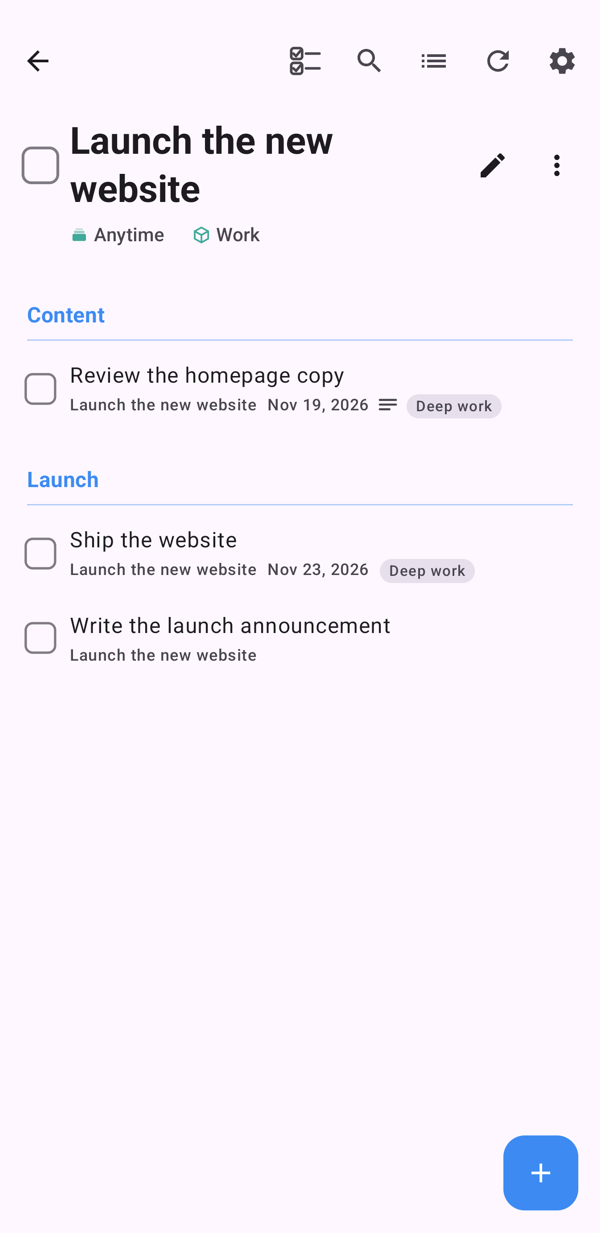 Launch the new
website
Anytime Work
Content
Review the homepage copy
Launch the new website Nov 19, 2026 Deep work
Launch
Ship the website
Launch the new website Nov 23, 2026 Deep work
Write the launch announcement
Launch the new website